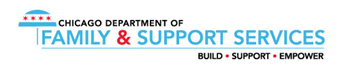 CHICAGO DEPARTMENT OF
FAMILY & SUPPORT SERVICES
BUILD • SUPPORT • EMPOWER